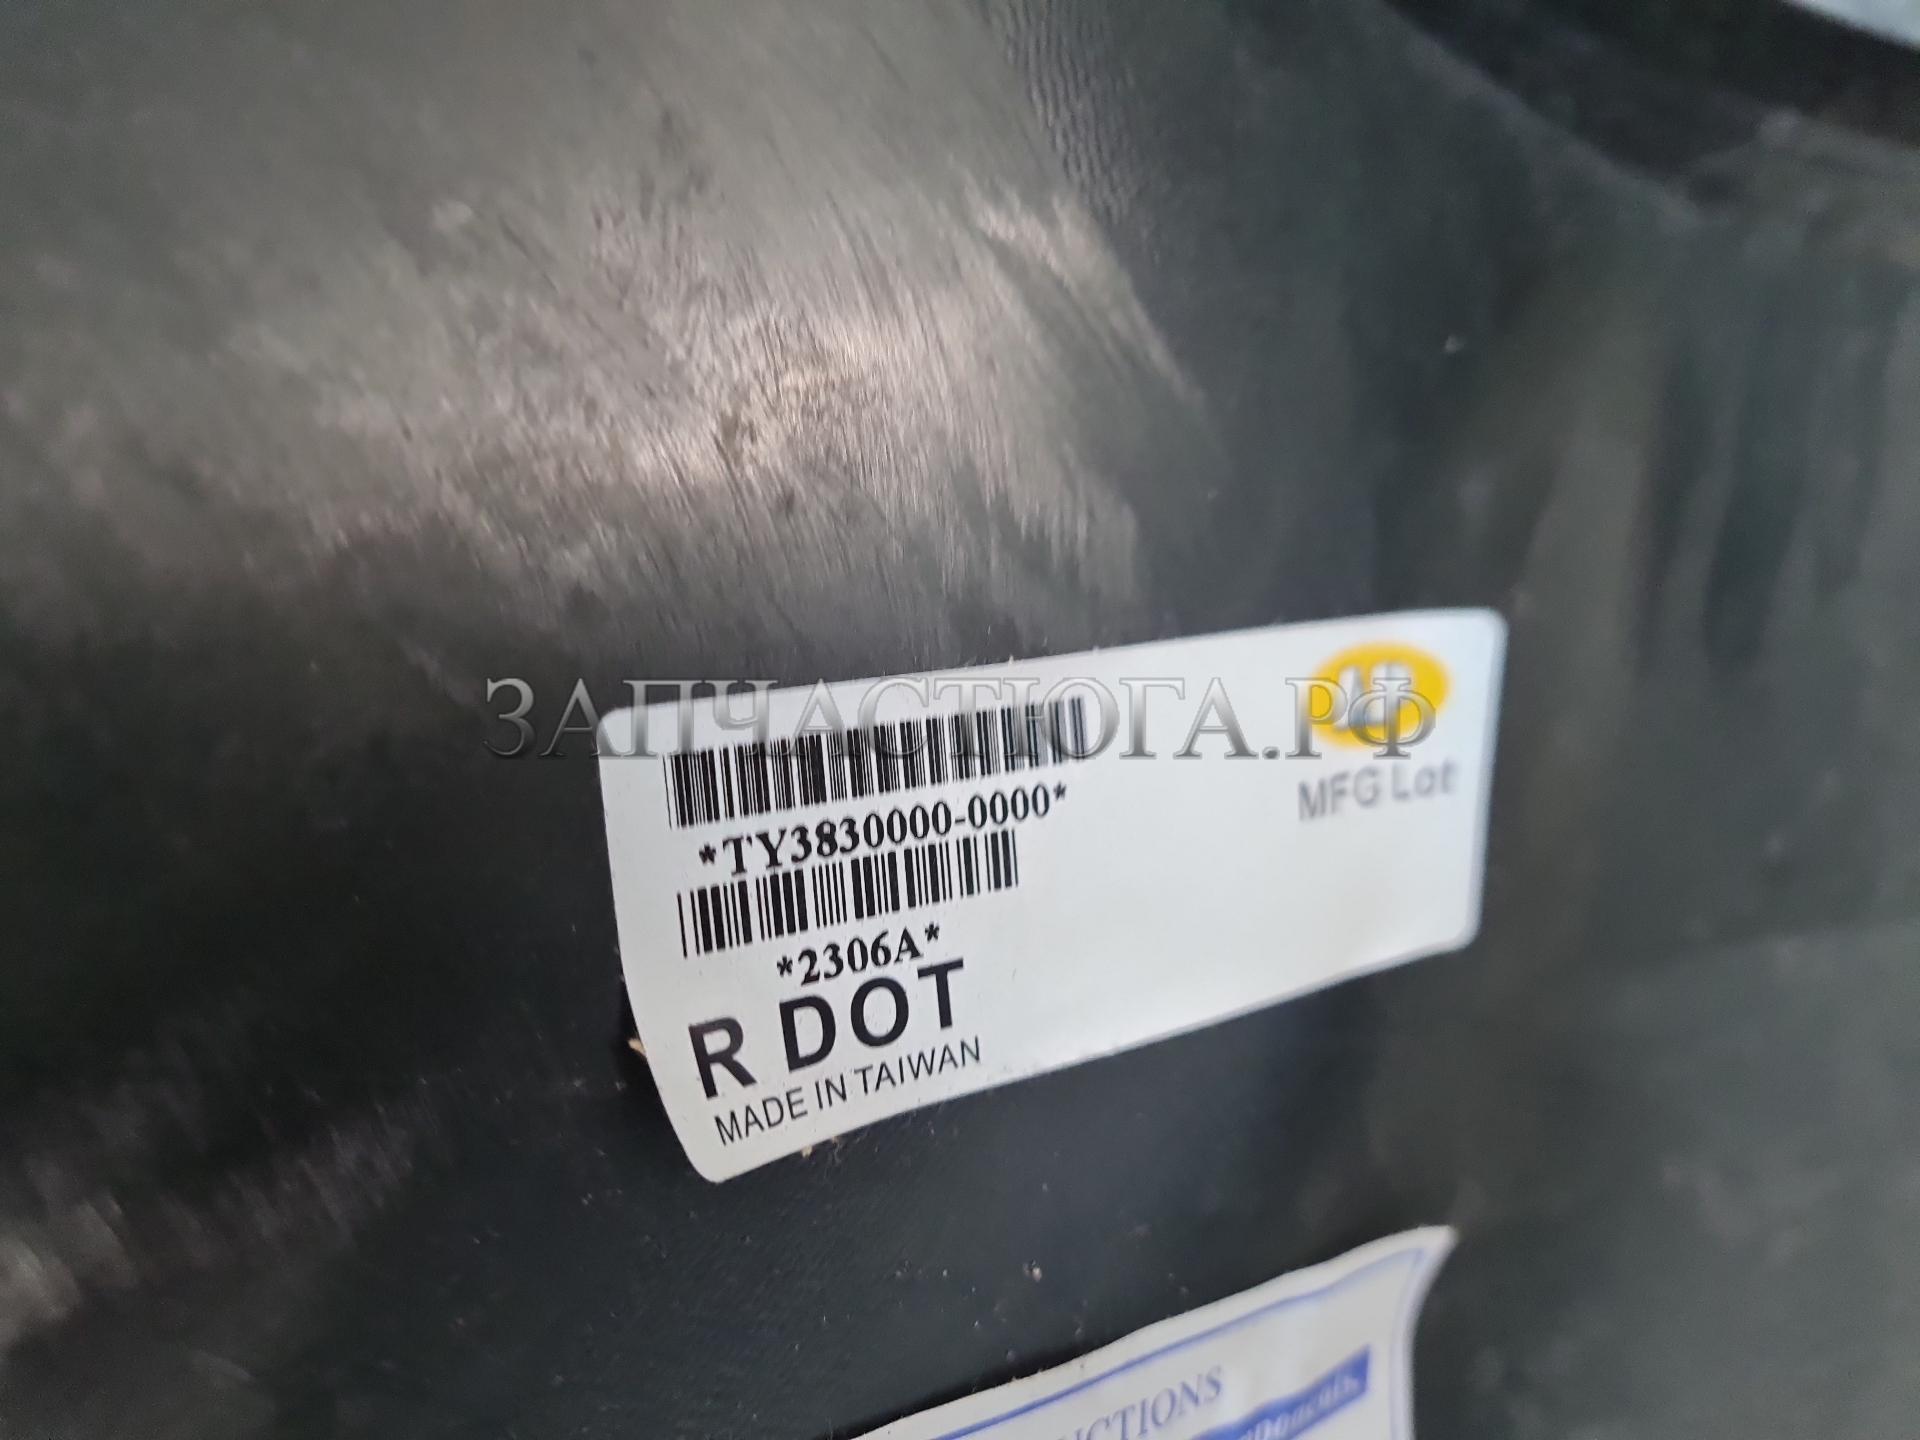 ЗАПЧАСТЮГА.РФ
*TY3830000-0000*
MFG Lot
*2306A*
R DOT
MADE IN TAIWAN